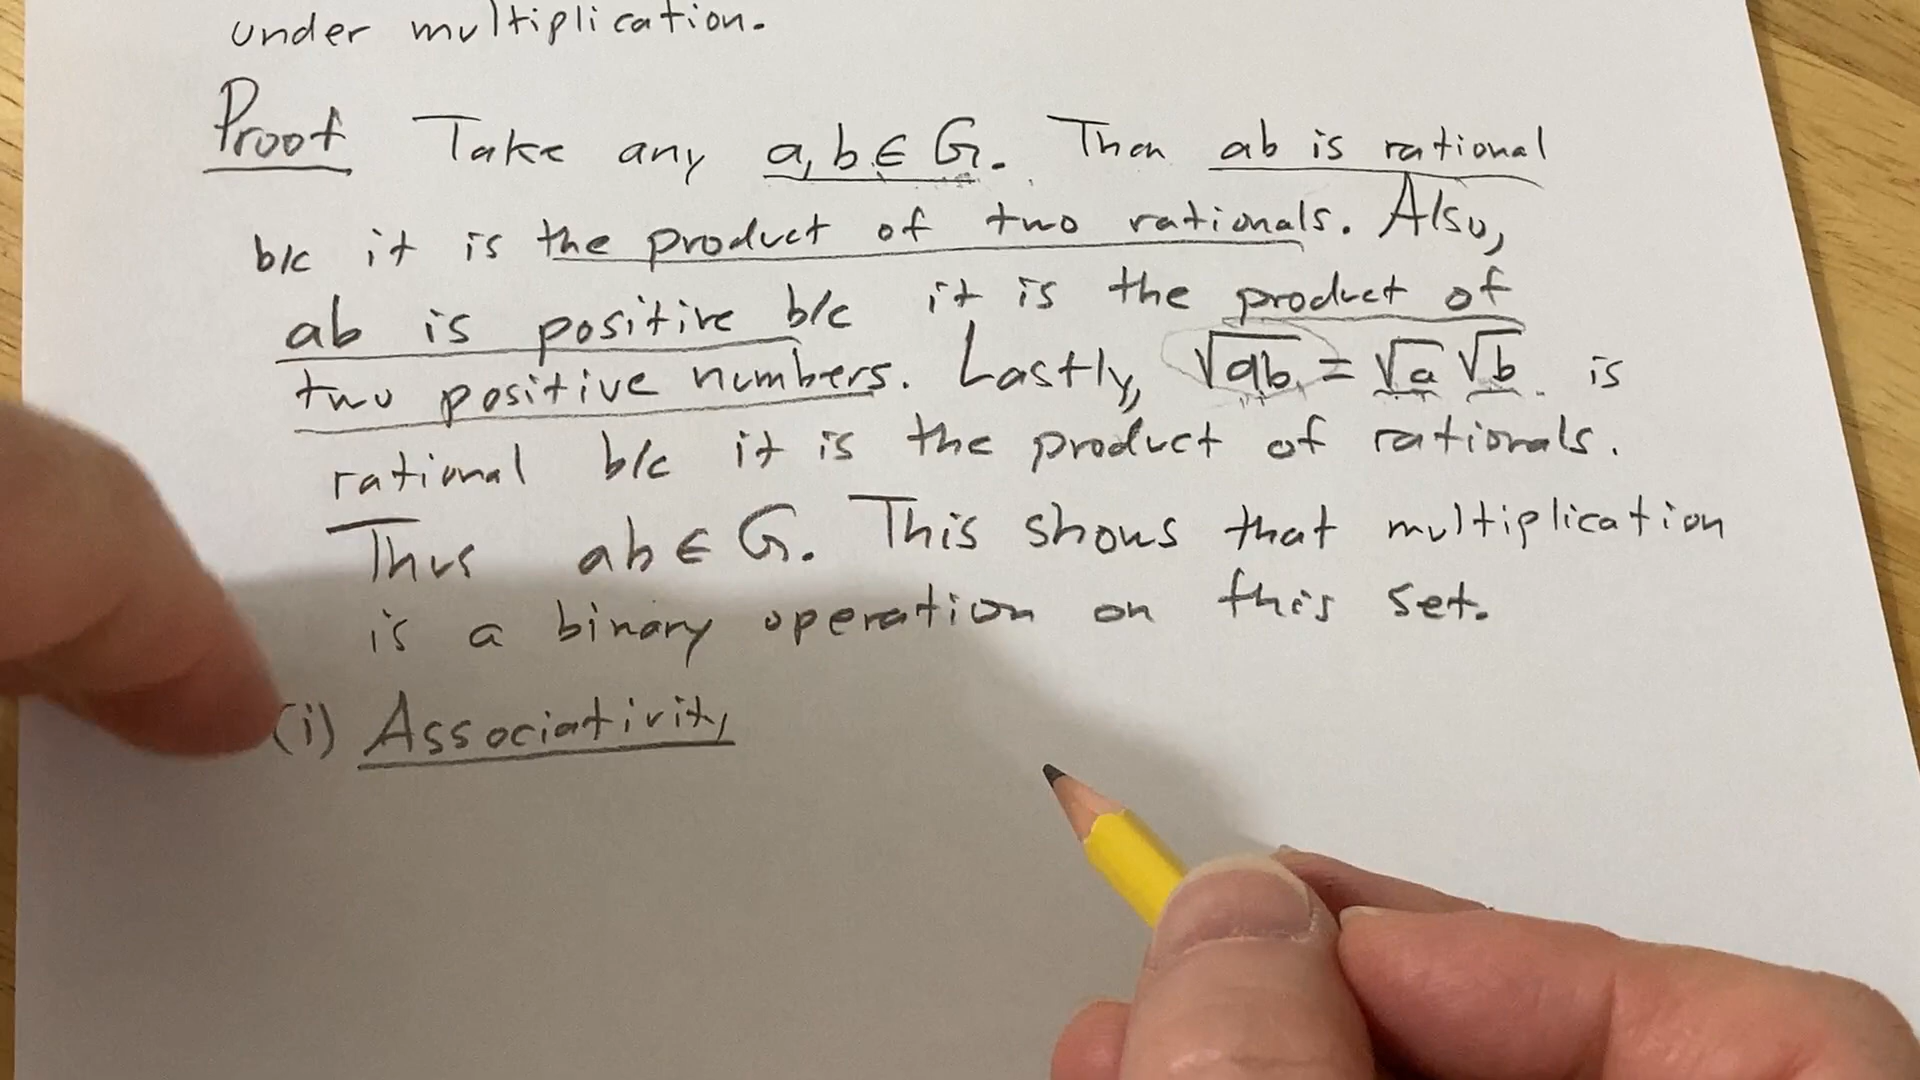 under multiplication.
Proof Take any a, b ∈ G. Then ab is rational
b/c it is the product of two rationals. Also,
ab is positive b/c it is the product of
two positive numbers. Lastly, √ab = √a √b is
rational b/c it is the product of rationals.
Thus ab ∈ G. This shows that multiplication
is a binary operation on this set.
(i) Associativity